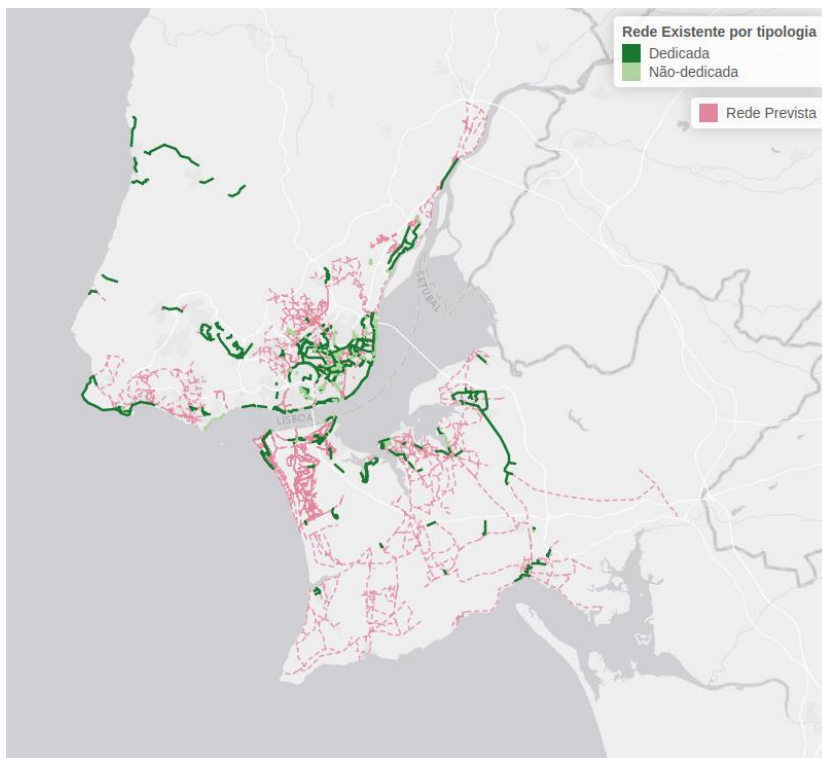 Rede Existente por tipologia
Dedicada
Não-dedicada
Rede Prevista
SETÚBAL
LISBOA